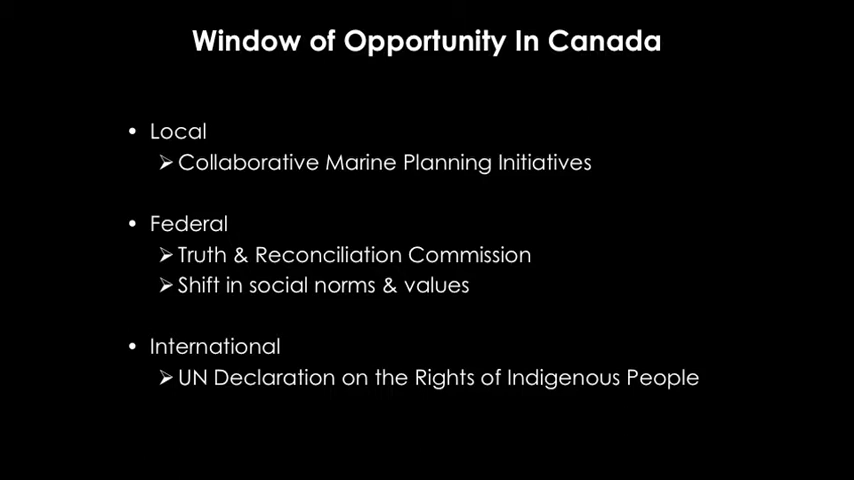 Window of Opportunity In Canada
• Local
➢ Collaborative Marine Planning Initiatives
• Federal
➢ Truth & Reconciliation Commission
➢ Shift in social norms & values
• International
➢ UN Declaration on the Rights of Indigenous People